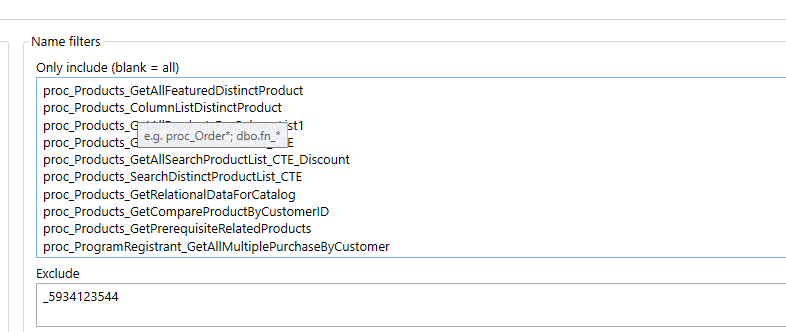 Name filters
Only include (blank = all)
proc_Products_GetAllFeaturedDistinctProduct
proc_Products_ColumnListDistinctProduct
e.g. proc_Order*; dbo.fn_*
proc_Products_GetAllSearchProductList_CTE_Discount
proc_Products_SearchDistinctProductList_CTE
proc_Products_GetRelationalDataForCatalog
proc_Products_GetCompareProductByCustomerID
proc_Products_GetPrerequisiteRelatedProducts
proc_ProgramRegistrant_GetAllMultiplePurchaseByCustomer
Exclude
_5934123544